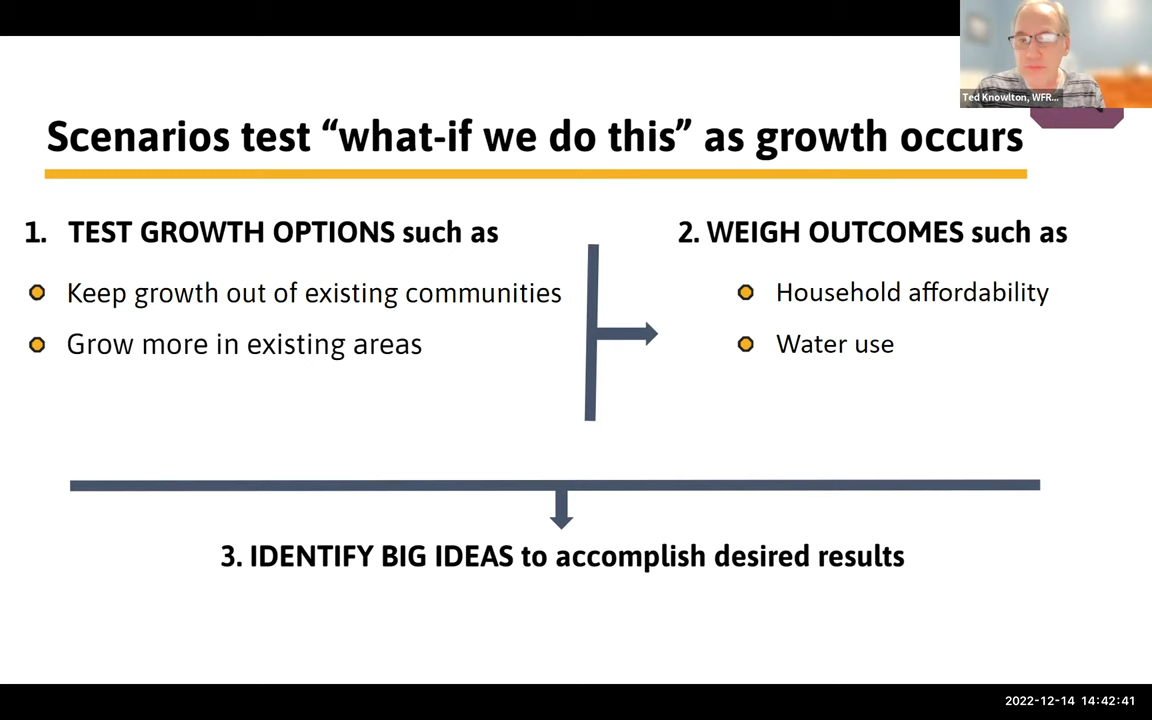 Ted Knowlton, WFR...
Scenarios test “what-if we do this” as growth occurs
1. TEST GROWTH OPTIONS such as
Keep growth out of existing communities
Grow more in existing areas
2. WEIGH OUTCOMES such as
Household affordability
Water use
3. IDENTIFY BIG IDEAS to accomplish desired results
2022-12-14 14:42:41